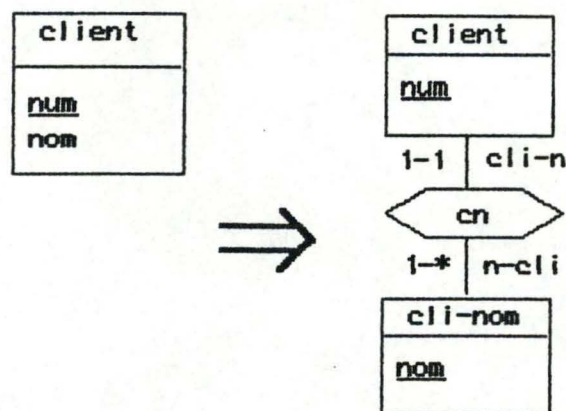 client
num
nom
client
num
1-1 cli-n
cn
1-* n-cli
cli-nom
nom